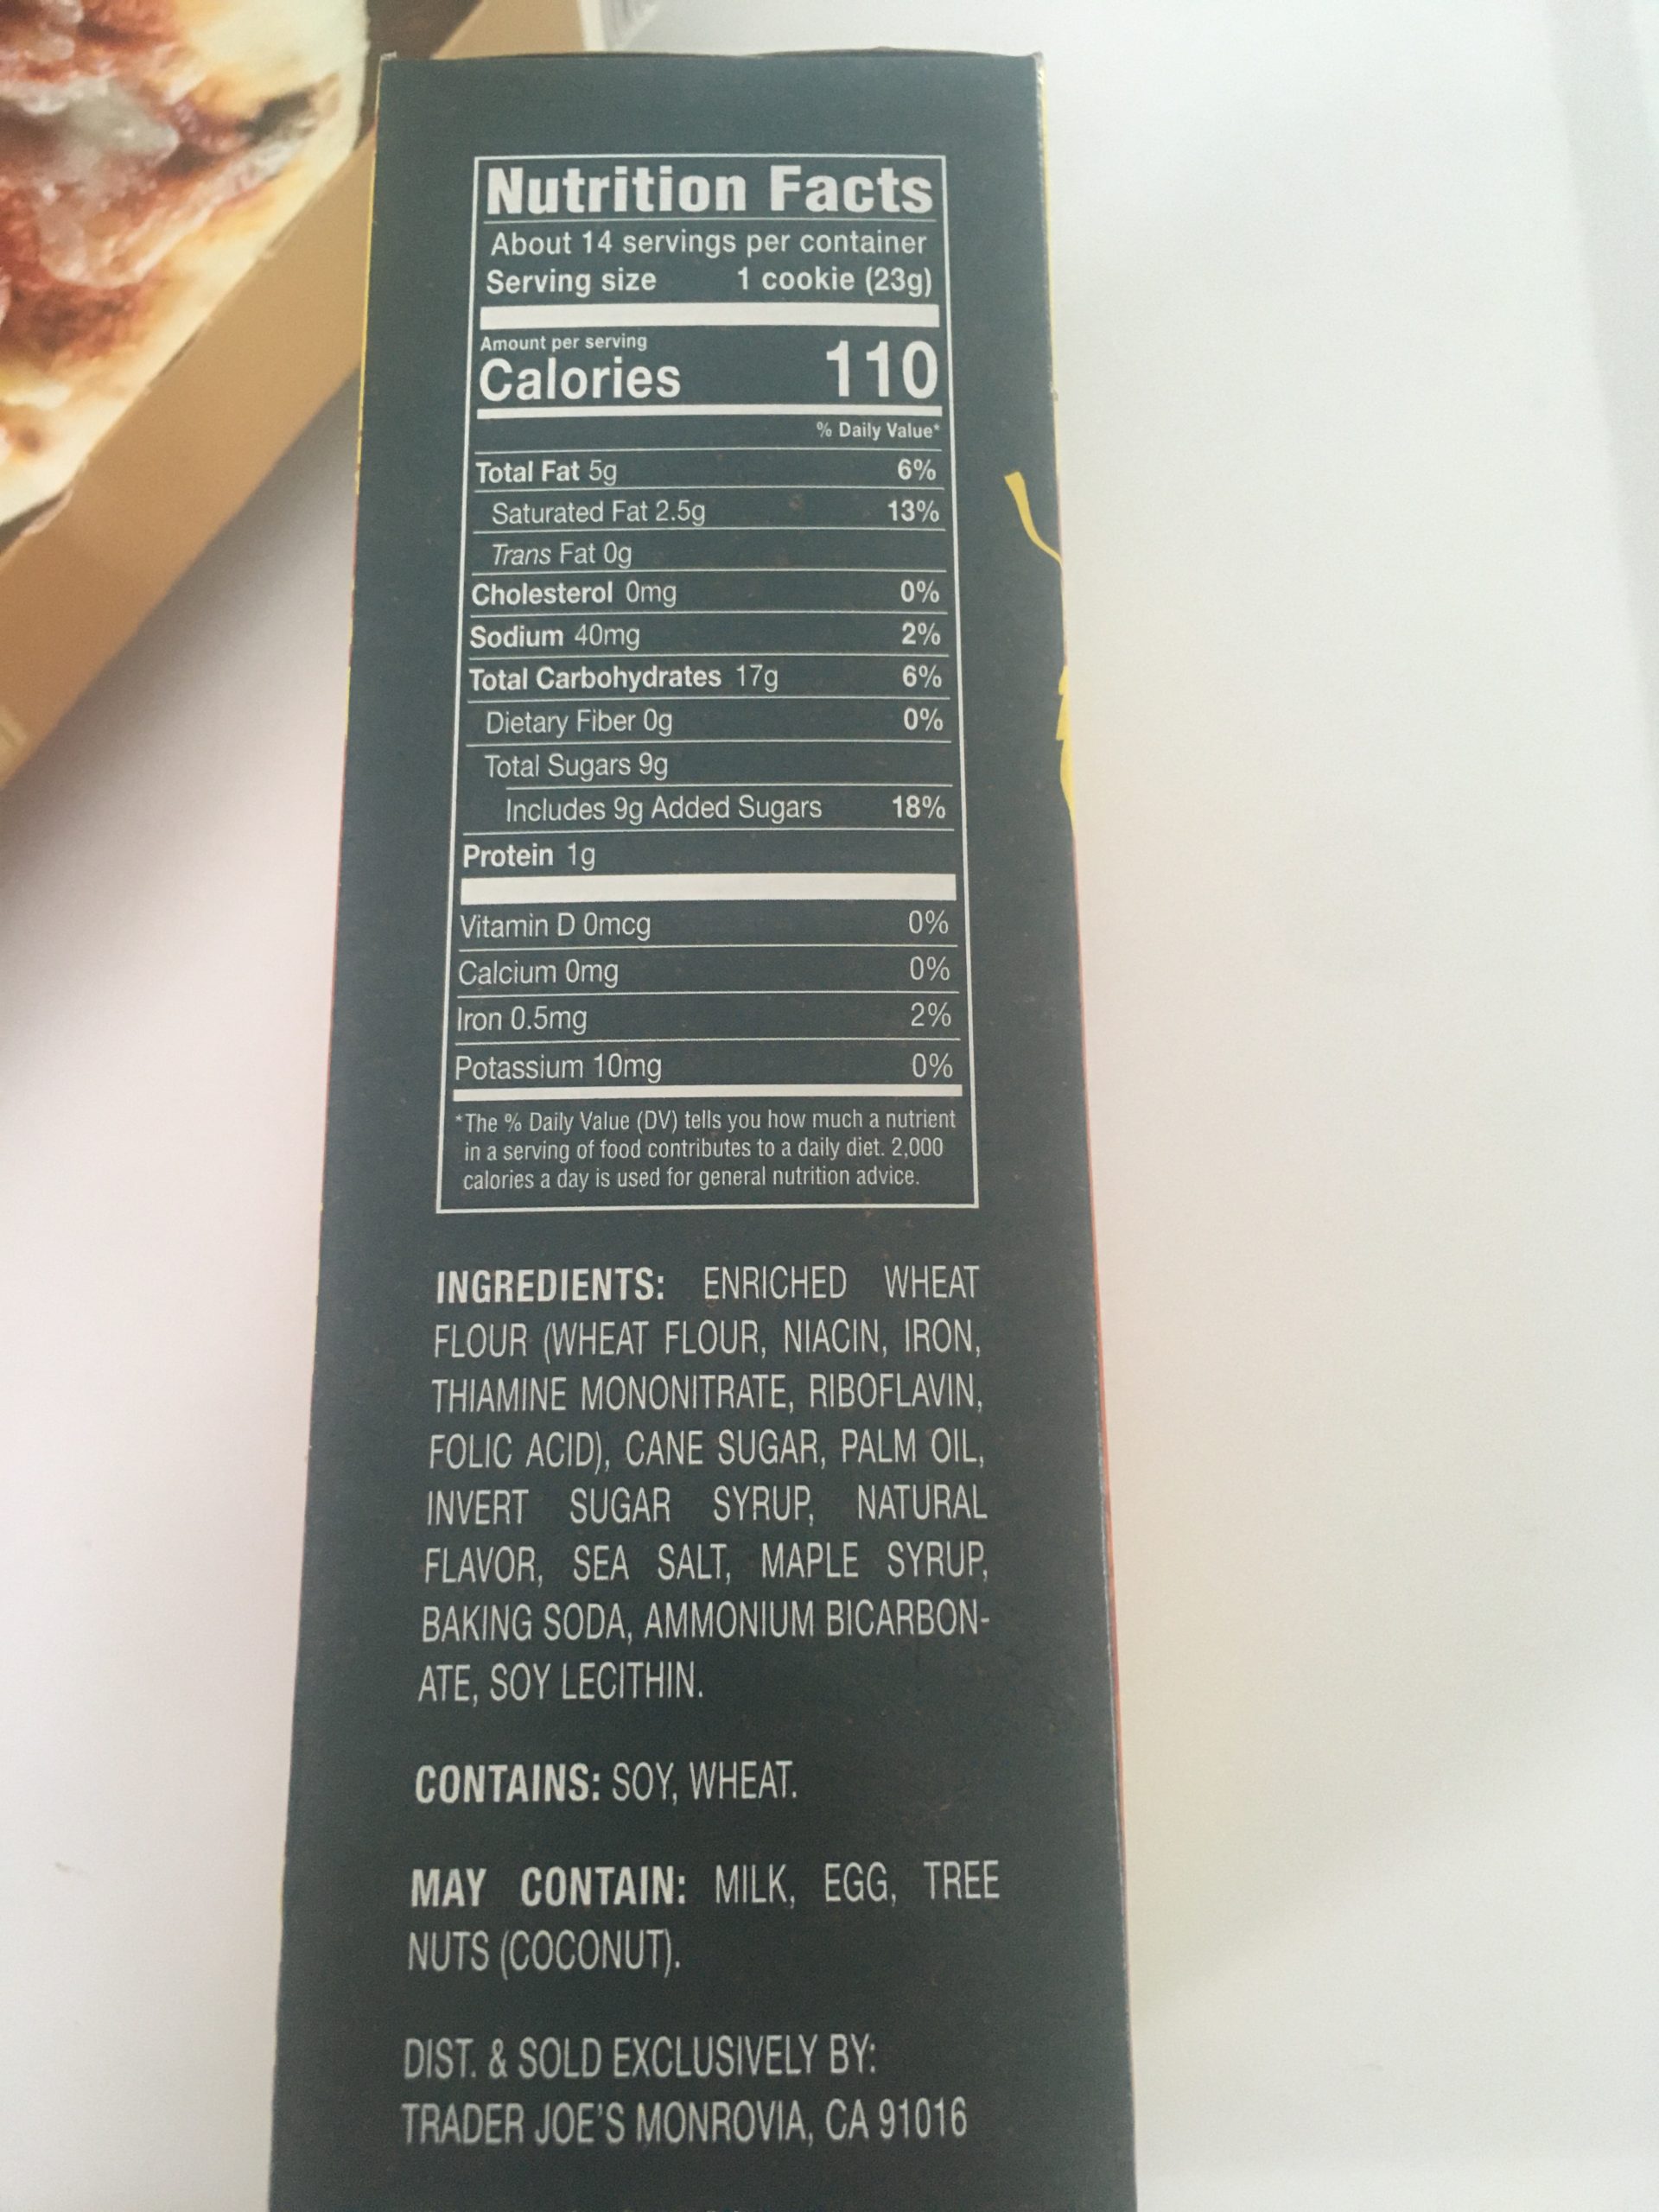 Nutrition Facts
About 14 servings per container
Serving size 1 cookie (23g)
Amount per serving
Calories 110
% Daily Value*
Total Fat 5g 6%
Saturated Fat 2.5g 13%
Trans Fat 0g
Cholesterol 0mg 0%
Sodium 40mg 2%
Total Carbohydrates 17g 6%
Dietary Fiber 0g 0%
Total Sugars 9g
Includes 9g Added Sugars 18%
Protein 1g
Vitamin D 0mcg 0%
Calcium 0mg 0%
Iron 0.5mg 2%
Potassium 10mg 0%
*The % Daily Value (DV) tells you how much a nutrient
in a serving of food contributes to a daily diet. 2,000
calories a day is used for general nutrition advice.
INGREDIENTS: ENRICHED WHEAT
FLOUR (WHEAT FLOUR, NIACIN, IRON,
THIAMINE MONONITRATE, RIBOFLAVIN,
FOLIC ACID), CANE SUGAR, PALM OIL,
INVERT SUGAR SYRUP, NATURAL
FLAVOR, SEA SALT, MAPLE SYRUP,
BAKING SODA, AMMONIUM BICARBON-
ATE, SOY LECITHIN.
CONTAINS: SOY, WHEAT.
MAY CONTAIN: MILK, EGG, TREE
NUTS (COCONUT).
DIST. & SOLD EXCLUSIVELY BY:
TRADER JOE'S MONROVIA, CA 91016